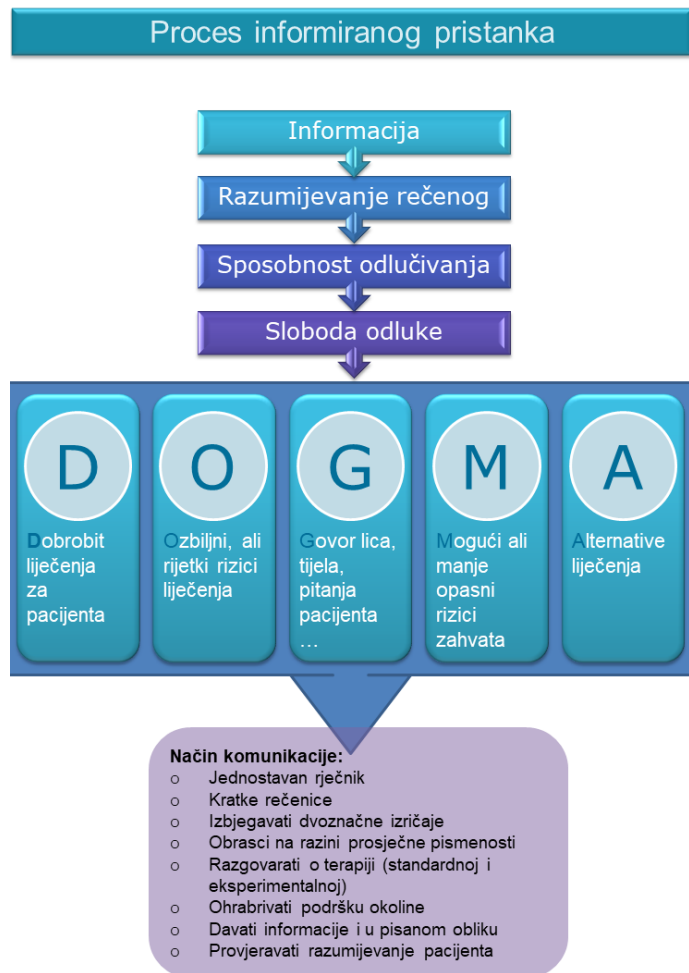 Proces informiranog pristanka
Informacija
Razumijevanje rečenog
Sposobnost odlučivanja
Sloboda odluke
D
Dobrobit
liječenja
za
pacijenta
O
Ozbiljni, ali
rijetki rizici
liječenja
G
Govor lica,
tijela,
pitanja
pacijenta
...
M
Mogući ali
manje
opasni
rizici
zahvata
A
Alternative
liječenja
Način komunikacije:
o Jednostavan rječnik
o Kratke rečenice
o Izbjegavati dvoznačne izričaje
o Obrasci na razini prosječne pismenosti
o Razgovarati o terapiji (standardnoj i
eksperimentalnoj)
o Ohrabrivati podršku okoline
o Davati informacije i u pisanom obliku
o Provjeravati razumijevanje pacijenta